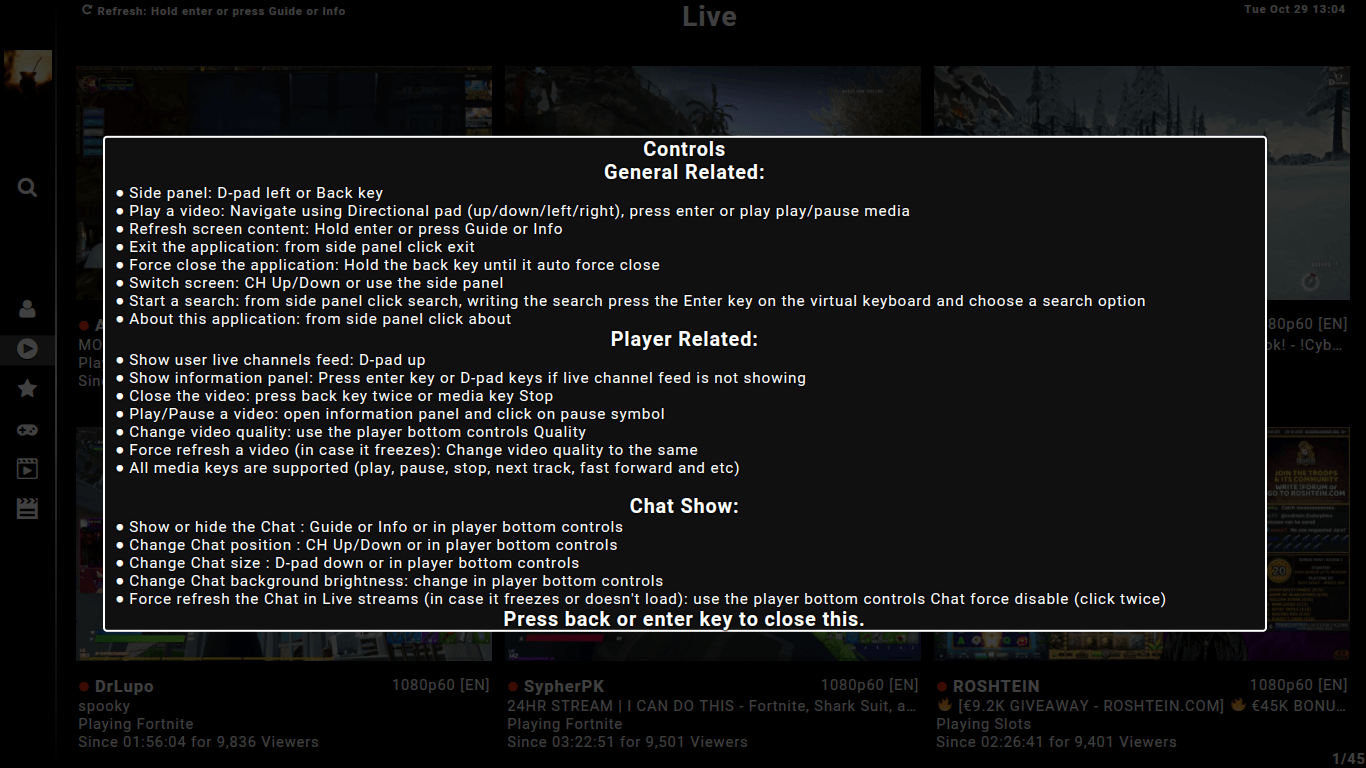 Refresh: Hold enter or press Guide or Info
Live
Tue Oct 29 13:04
Controls
General Related:
● Side panel: D-pad left or Back key
● Play a video: Navigate using Directional pad (up/down/left/right), press enter or play play/pause media
● Refresh screen content: Hold enter or press Guide or Info
● Exit the application: from side panel click exit
● Force close the application: Hold the back key until it auto force close
● Switch screen: CH Up/Down or use the side panel
● Start a search: from side panel click search, writing the search press the Enter key on the virtual keyboard and choose a search option
● About this application: from side panel click about
Player Related:
● Show user live channels feed: D-pad up
● Show information panel: Press enter key or D-pad keys if live channel feed is not showing
● Close the video: press back key twice or media key Stop
● Play/Pause a video: open information panel and click on pause symbol
● Change video quality: use the player bottom controls Quality
● Force refresh a video (in case it freezes): Change video quality to the same
● All media keys are supported (play, pause, stop, next track, fast forward and etc)
Chat Show:
● Show or hide the Chat : Guide or Info or in player bottom controls
● Change Chat position : CH Up/Down or in player bottom controls
● Change Chat size : D-pad down or in player bottom controls
● Change Chat background brightness: change in player bottom controls
● Force refresh the Chat in Live streams (in case it freezes or doesn't load): use the player bottom controls Chat force disable (click twice)
Press back or enter key to close this.
80p60 [EN]
ok! - !Cyb...
A
MO
Pla
Sin
JOIN THE TROOPS
& ITS COMMUNITY
WRITE !FORUM or
GO TO ROSHTEIN.COM
DrLupo
1080p60 [EN]
spooky
Playing Fortnite
Since 01:56:04 for 9,836 Viewers
SypherPK
1080p60 [EN]
24HR STREAM | I CAN DO THIS - Fortnite, Shark Suit, a...
Playing Fortnite
Since 03:22:51 for 9,501 Viewers
ROSHTEIN
1080p60 [EN]
🔥 [€9.2K GIVEAWAY - ROSHTEIN.COM] 🔥 €45K BONU...
Playing Slots
Since 02:26:41 for 9,401 Viewers
1/45